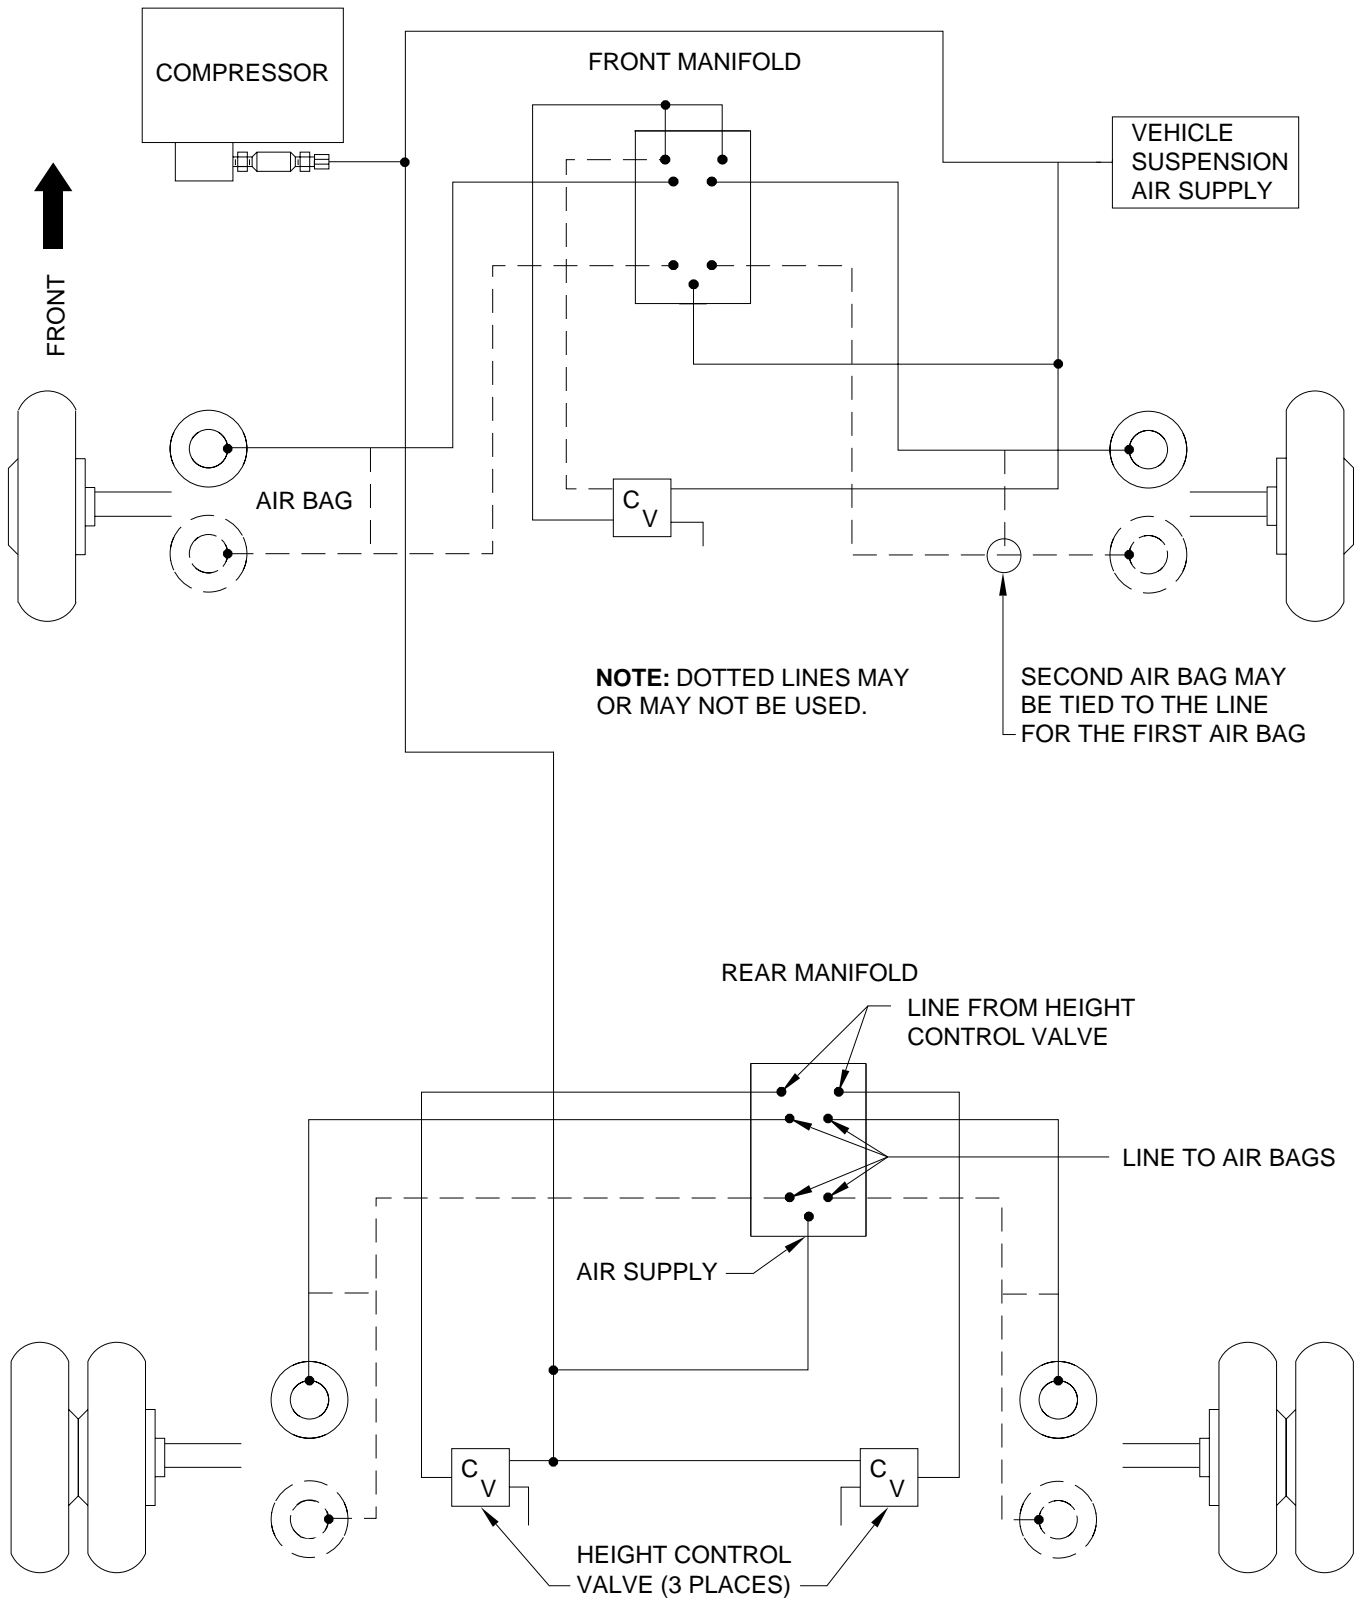 COMPRESSOR
FRONT MANIFOLD
VEHICLE
SUSPENSION
AIR SUPPLY
FRONT
AIR BAG
C
V
NOTE: DOTTED LINES MAY
OR MAY NOT BE USED.
SECOND AIR BAG MAY
BE TIED TO THE LINE
FOR THE FIRST AIR BAG
REAR MANIFOLD
LINE FROM HEIGHT
CONTROL VALVE
LINE TO AIR BAGS
AIR SUPPLY
C
V
C
V
HEIGHT CONTROL
VALVE (3 PLACES)